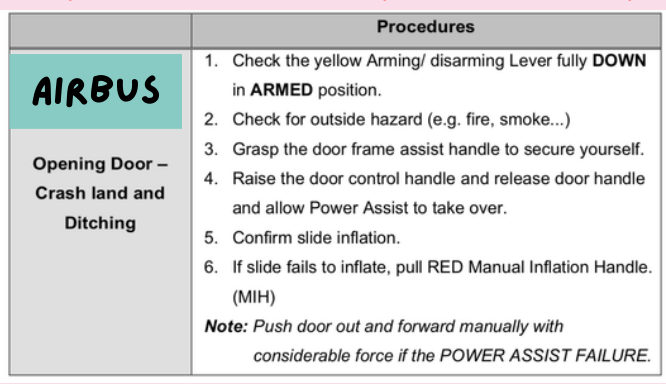 Procedures
AIRBUS
Opening Door –
Crash land and
Ditching
1. Check the yellow Arming/ disarming Lever fully DOWN
in ARMED position.
2. Check for outside hazard (e.g. fire, smoke...)
3. Grasp the door frame assist handle to secure yourself.
4. Raise the door control handle and release door handle
and allow Power Assist to take over.
5. Confirm slide inflation.
6. If slide fails to inflate, pull RED Manual Inflation Handle.
(MIH)
Note: Push door out and forward manually with
considerable force if the POWER ASSIST FAILURE.